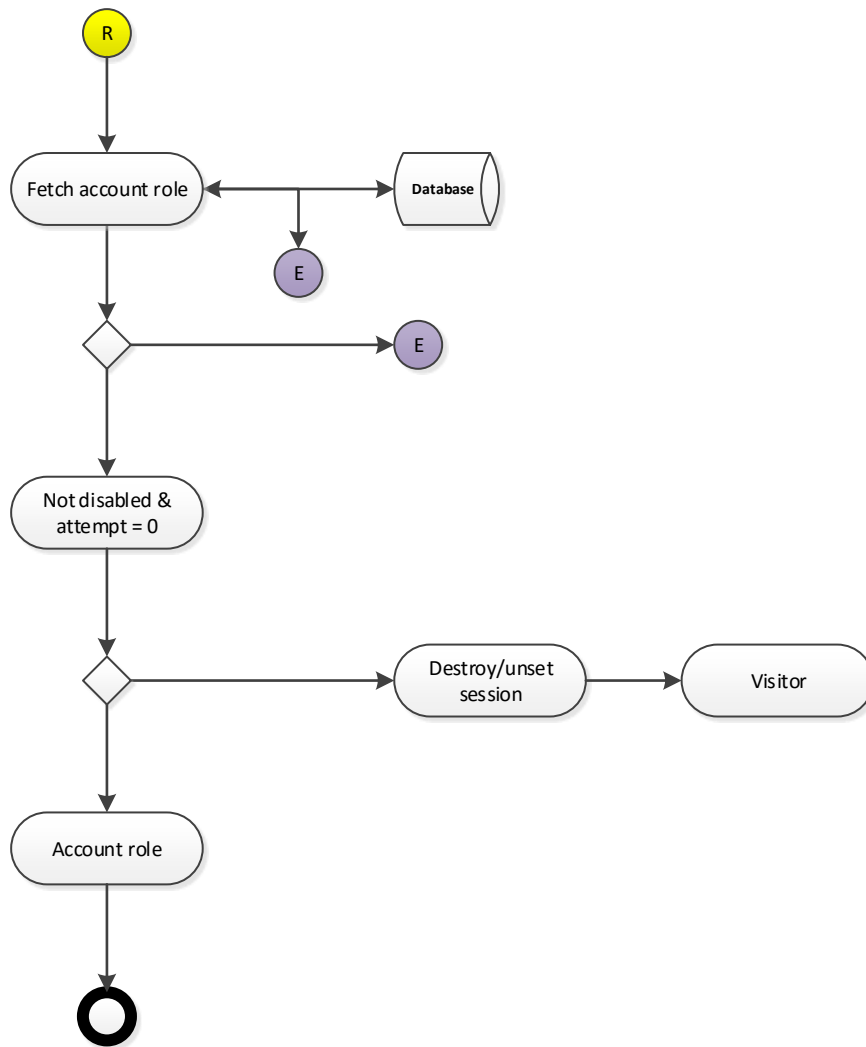 R
Fetch account role
Database
E
E
Not disabled &
attempt = 0
Destroy/unset
session
Visitor
Account role